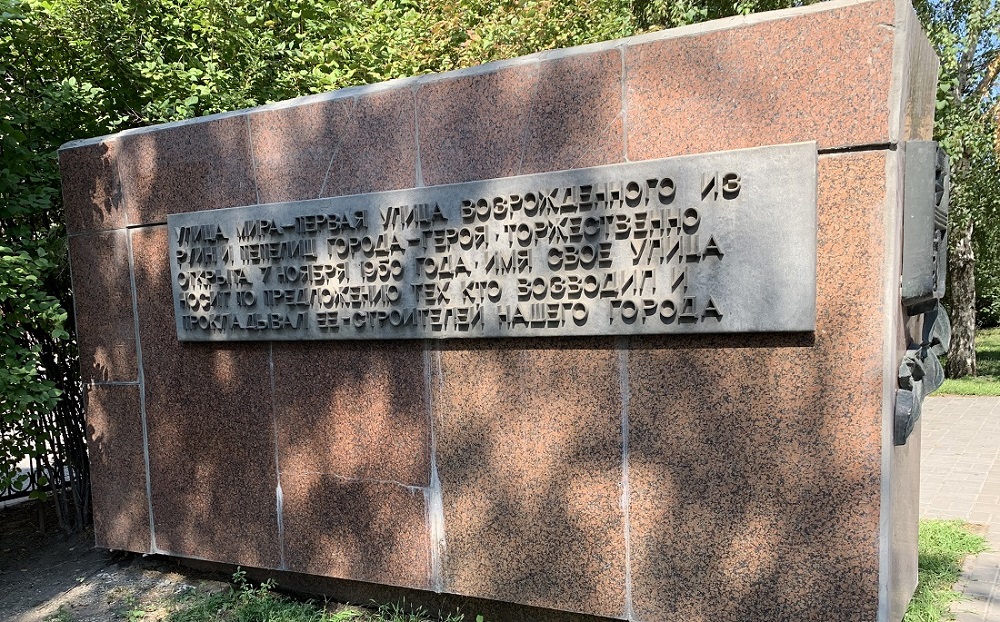 УЛИЦА МИРА-ПЕРВАЯ УЛИЦА ВОЗРОЖДЕННОГО ИЗ
РУИН И ПЕПЕЛИЩ ГОРОДА-ГЕРОЯ, ТОРЖЕСТВЕННО
ОТКРЫТА 7 НОЯБРЯ 1950 ГОДА, ИМЯ СВОЕ УЛИЦА
НОСИТ ПО ПРЕДЛОЖЕНИЮ ТЕХ КТО ВОЗВОДИЛ И
ПРОКЛАДЫВАЛ ЕЕ-СТРОИТЕЛЕЙ НАШЕГО ГОРОДА